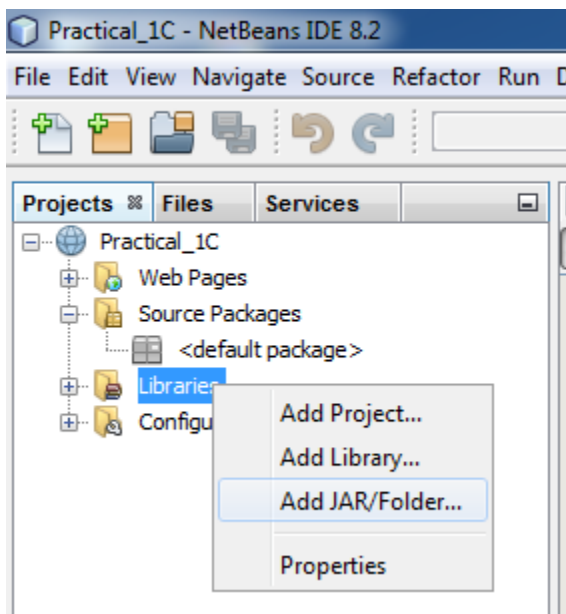 Practical_1C - NetBeans IDE 8.2
File Edit View Navigate Source Refactor Run
Projects Files Services
Practical_1C
Web Pages
Source Packages
<default package>
Libraries
Configu
Add Project...
Add Library...
Add JAR/Folder...
Properties